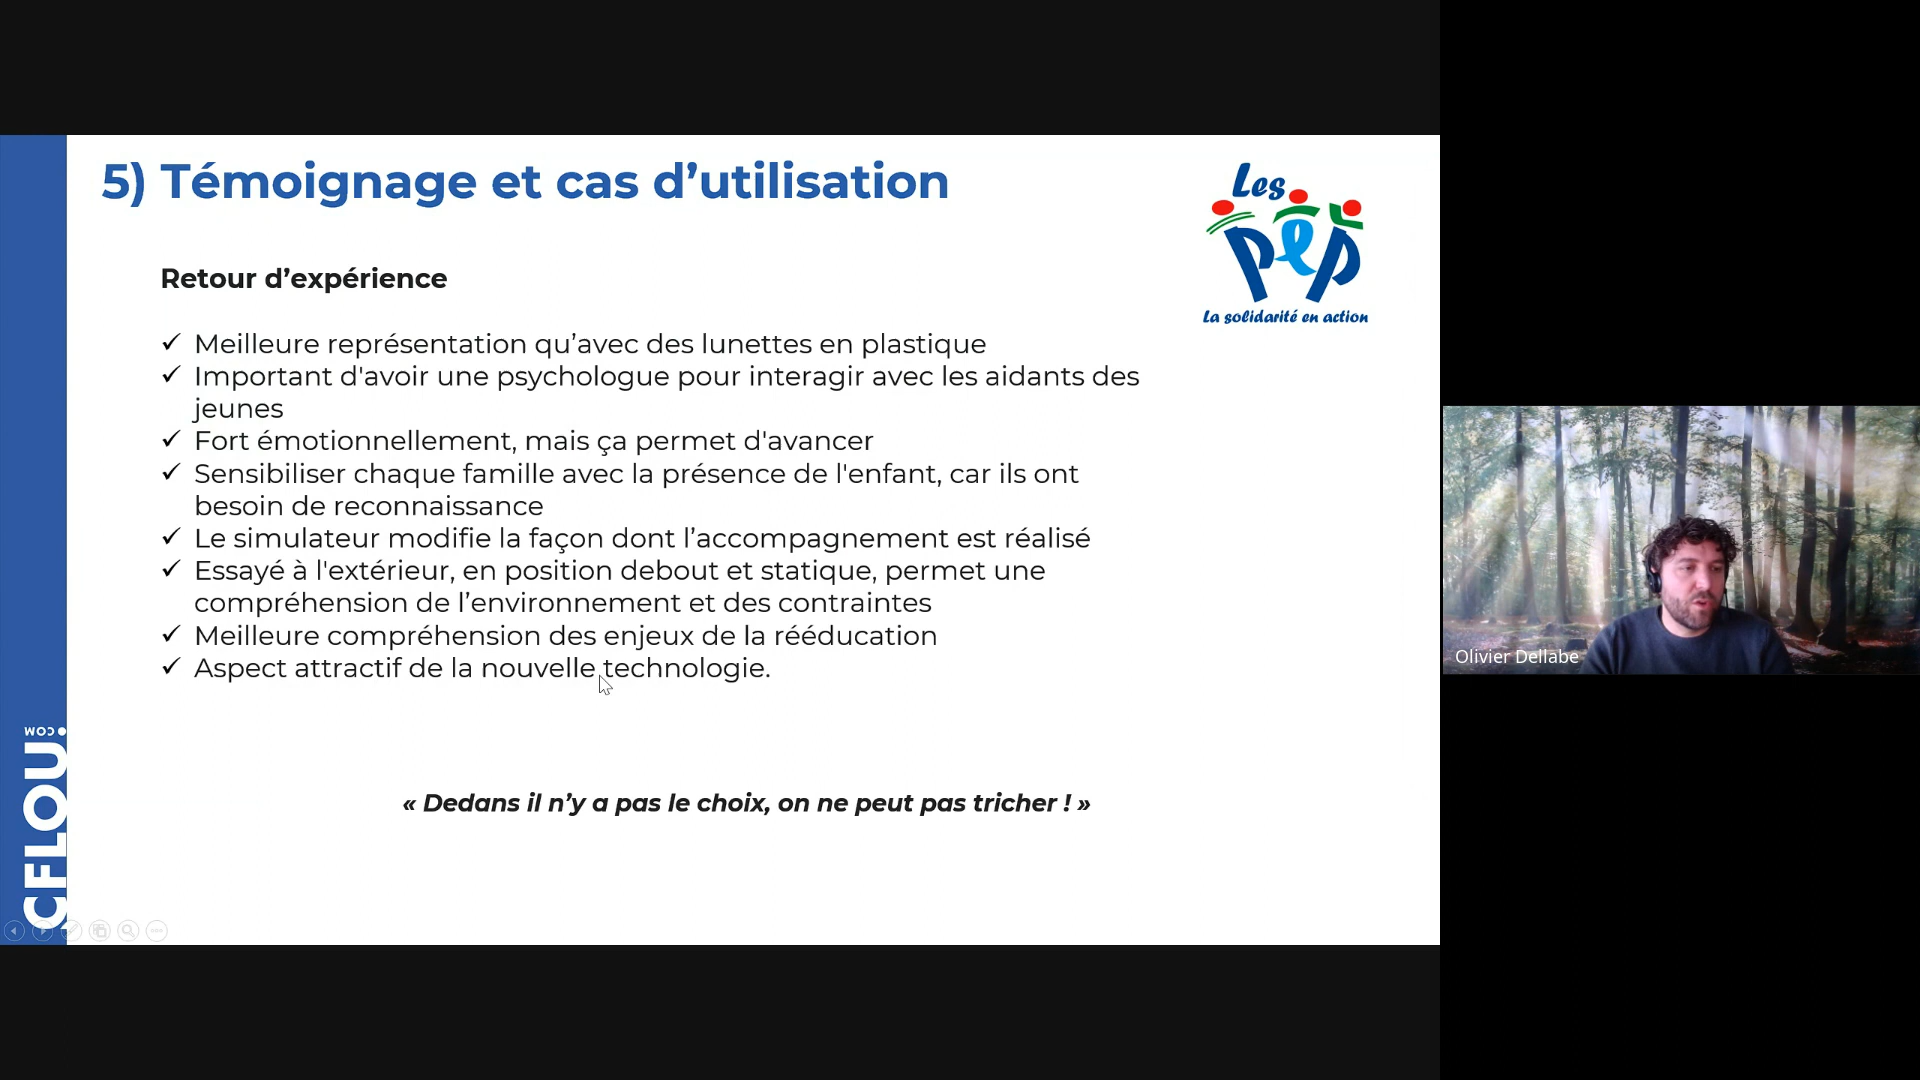 5) Témoignage et cas d’utilisation
Les
pep
La solidarité en action
Retour d’expérience
✓ Meilleure représentation qu’avec des lunettes en plastique
✓ Important d'avoir une psychologue pour interagir avec les aidants des
jeunes
✓ Fort émotionnellement, mais ça permet d'avancer
✓ Sensibiliser chaque famille avec la présence de l'enfant, car ils ont
besoin de reconnaissance
✓ Le simulateur modifie la façon dont l’accompagnement est réalisé
✓ Essayé à l'extérieur, en position debout et statique, permet une
compréhension de l’environnement et des contraintes
✓ Meilleure compréhension des enjeux de la rééducation
✓ Aspect attractif de la nouvelle technologie.
« Dedans il n’y a pas le choix, on ne peut pas tricher ! »
CFLOU
.COM
Olivier Dellabe